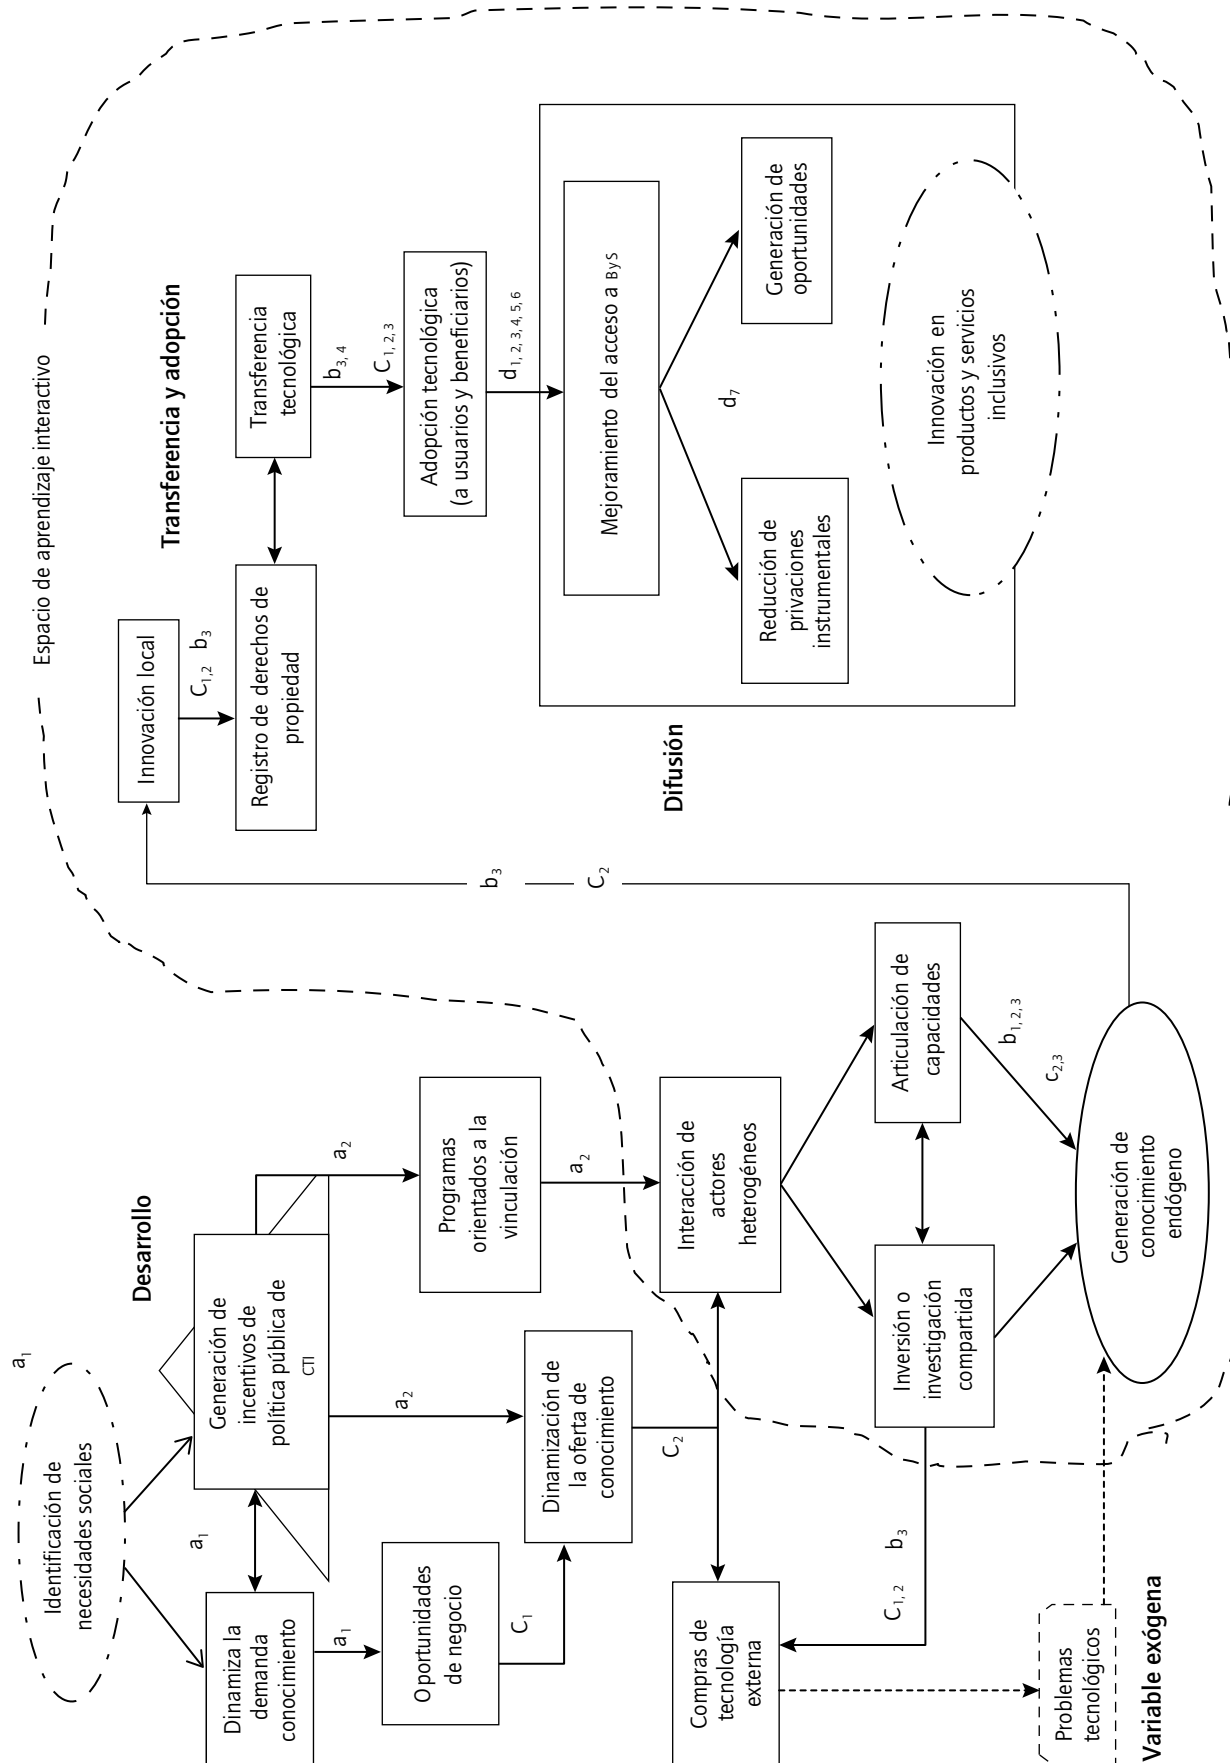 Espacio de aprendizaje interactivo
a1
Identificación de
necesidades sociales
Desarrollo
a1
Dinamiza la
demanda
conocimiento
Generación de
incentivos de
política pública de
CTI
a1
a2
a2
Oportunidades
de negocio
Programas
orientados a la
vinculación
C1
Dinamización de
la oferta de
conocimiento
a2
C2
Compras de
tecnología
externa
Interacción de
actores
heterogéneos
C1, 2
b3
Inversión o
investigación
compartida
Articulación de
capacidades
b1, 2, 3
c2,3
Problemas
tecnológicos
Generación de
conocimiento
endógeno
Variable exógena
b3
C2
Innovación local
C1,2
b3
Transferencia y adopción
Registro de derechos de
propiedad
Transferencia
tecnológica
b3, 4
C1, 2, 3
Adopción tecnológica
(a usuarios y beneficiarios)
d1, 2, 3, 4, 5, 6
Difusión
Mejoramiento del acceso a ByS
d7
Reducción de
privaciones
instrumentales
Generación de
oportunidades
Innovación en
productos y servicios
inclusivos